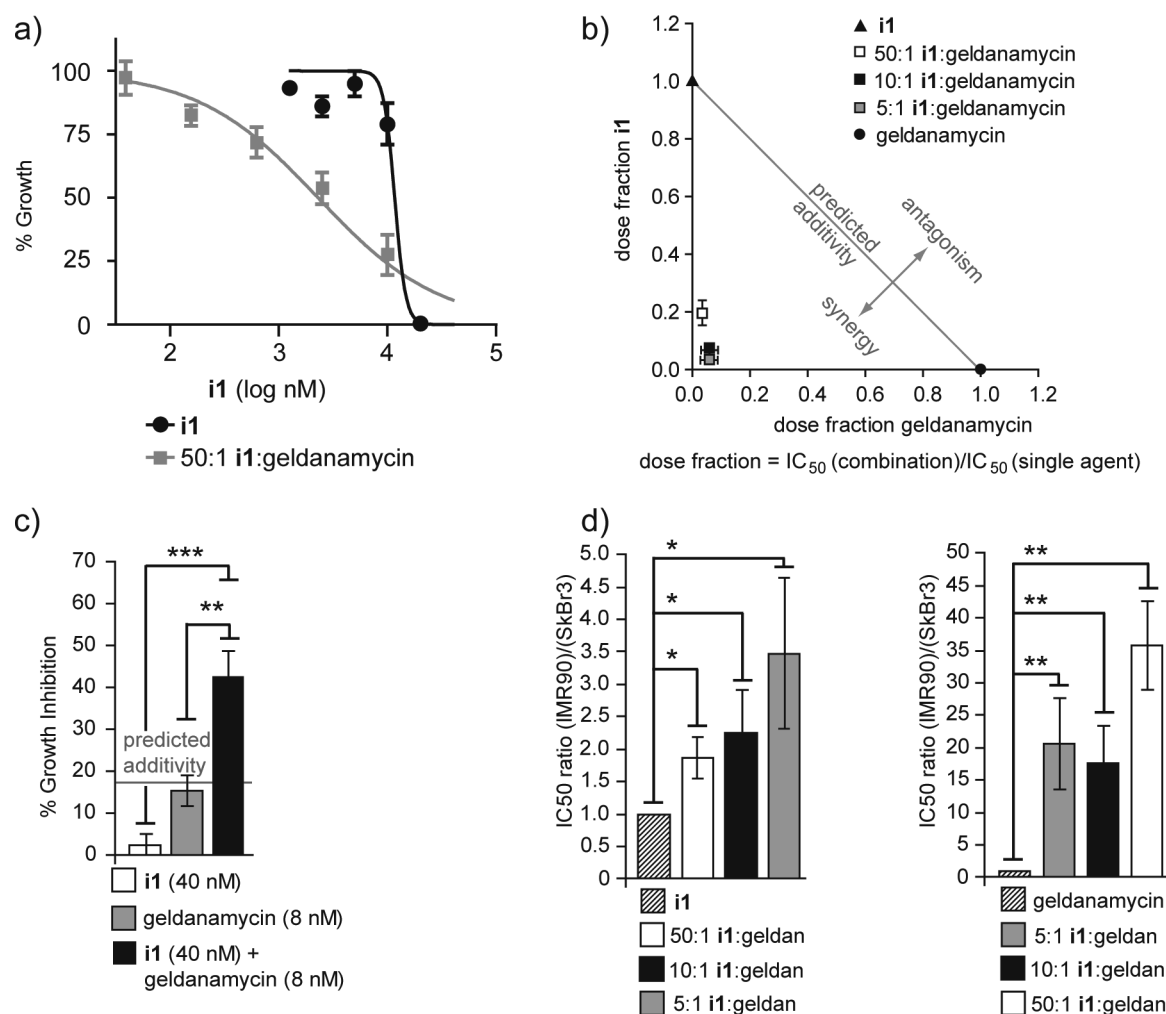 a)
% Growth
100
75
50
25
0
2
3
4
5
i1 (log nM)
i1
50:1 i1:geldanamycin
b)
dose fraction i1
1.2
1.0
0.8
0.6
0.4
0.2
0.0
0.0
0.2
0.4
0.6
0.8
1.0
1.2
dose fraction geldanamycin
i1
50:1 i1:geldanamycin
10:1 i1:geldanamycin
5:1 i1:geldanamycin
geldanamycin
predicted
additivity
antagonism
synergy
dose fraction = IC50 (combination)/IC50 (single agent)
c)
% Growth Inhibition
70
60
50
40
30
20
10
0
***
**
predicted
additivity
i1 (40 nM)
geldanamycin (8 nM)
i1 (40 nM) +
geldanamycin (8 nM)
d)
IC50 ratio (IMR90)/(SkBr3)
5.0
4.5
4.0
3.5
3.0
2.5
2.0
1.5
1.0
0.5
0
*
*
*
i1
50:1 i1:geldan
10:1 i1:geldan
5:1 i1:geldan
IC50 ratio (IMR90)/(SkBr3)
50
45
40
35
30
25
20
15
10
5
0
**
**
**
geldanamycin
5:1 i1:geldan
10:1 i1:geldan
50:1 i1:geldan